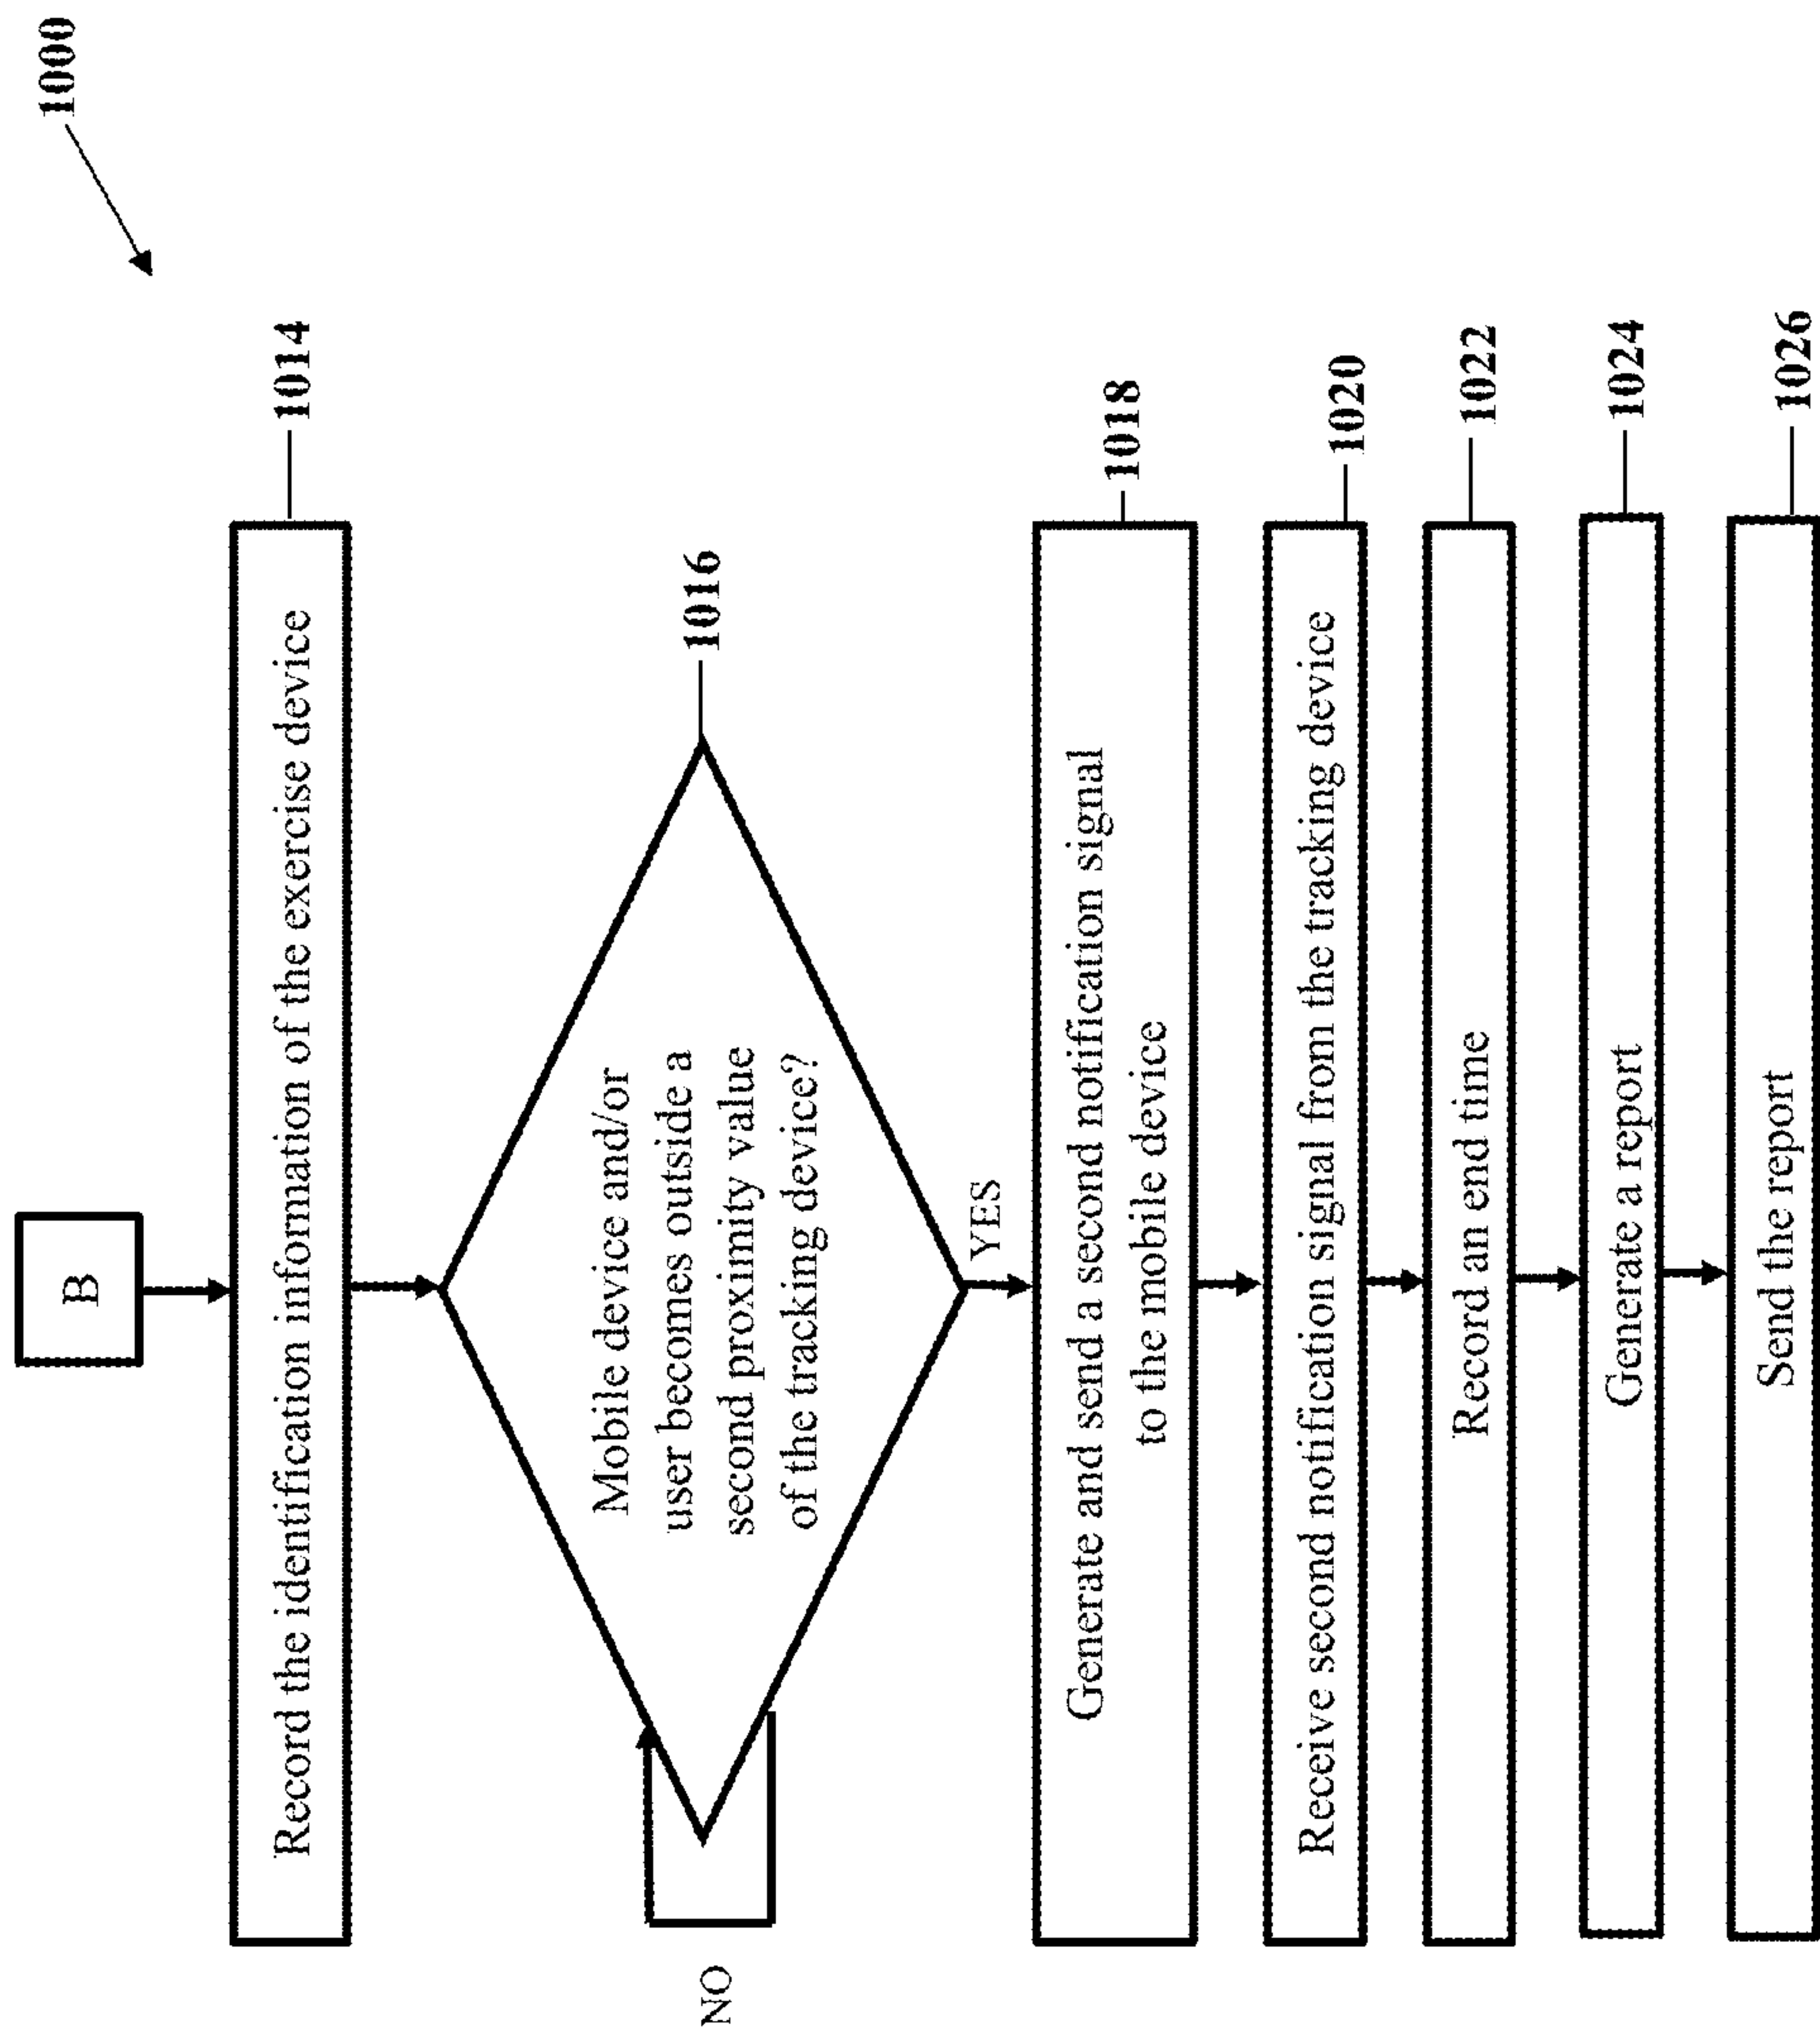 1000
B
Record the identification information of the exercise device
1014
Mobile device and/or
user becomes outside a
second proximity value
of the tracking device?
1016
NO
YES
Generate and send a second notification signal
to the mobile device
1018
Receive second notification signal from the tracking device
1020
Record an end time
1022
Generate a report
1024
Send the report
1026